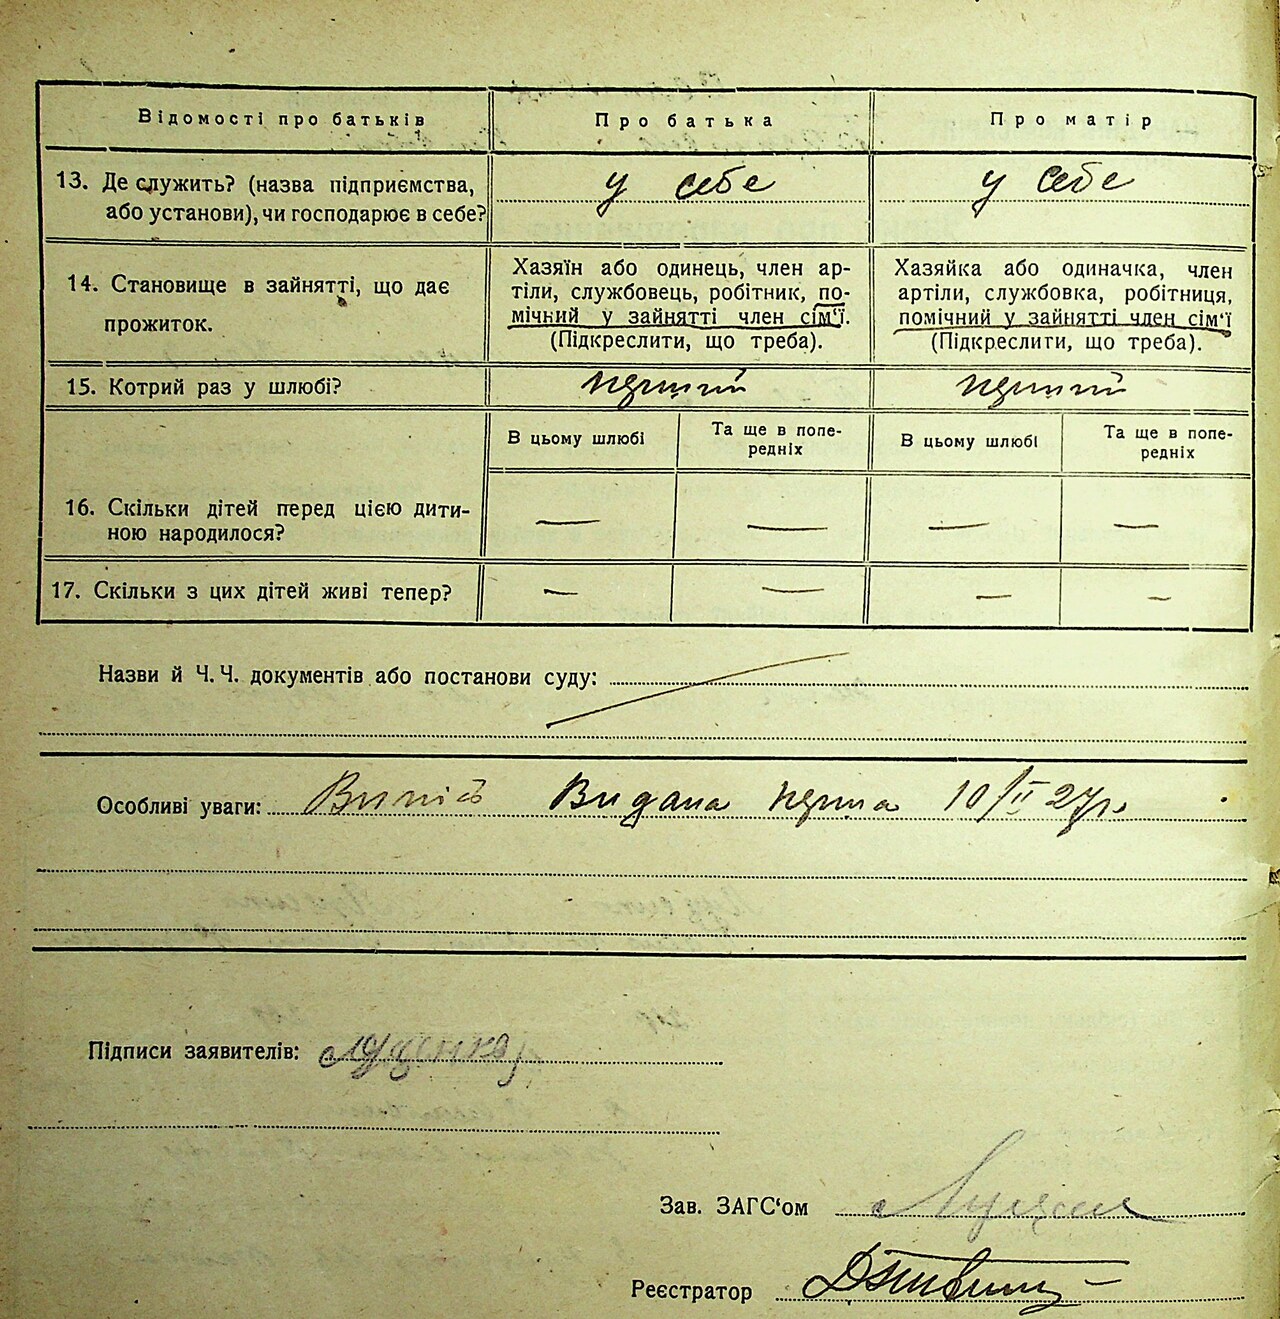 Відомості про батьків Про батька Про матір
13. Де служить? (назва підприємства, або установи), чи господарює в себе? у себе у себе
14. Становище в зайнятті, що дає прожиток.
Хазяїн або одинець, член ар-
тіли, службовець, робітник, по-
мічний у зайнятті член сім‘ї.
(Підкреслити, що треба).
Хазяйка або одиначка, член
артіли, службовка, робітниця,
помічний у зайнятті член сім‘ї
(Підкреслити, що треба).
15. Котрий раз у шлюбі? перший перший
В цьому шлюбі Та ще в попе-
редніх В цьому шлюбі Та ще в попе-
редніх
16. Скільки дітей перед цією дити-
ною народилося? — — — —
17. Скільки з цих дітей живі тепер? — — — —
Назви й Ч. Ч. документів або постанови суду:
Особливі уваги: Випись Видана перша 10/II 27р.
Підписи заявителів:
Зав. ЗАГС‘ом
Реєстратор